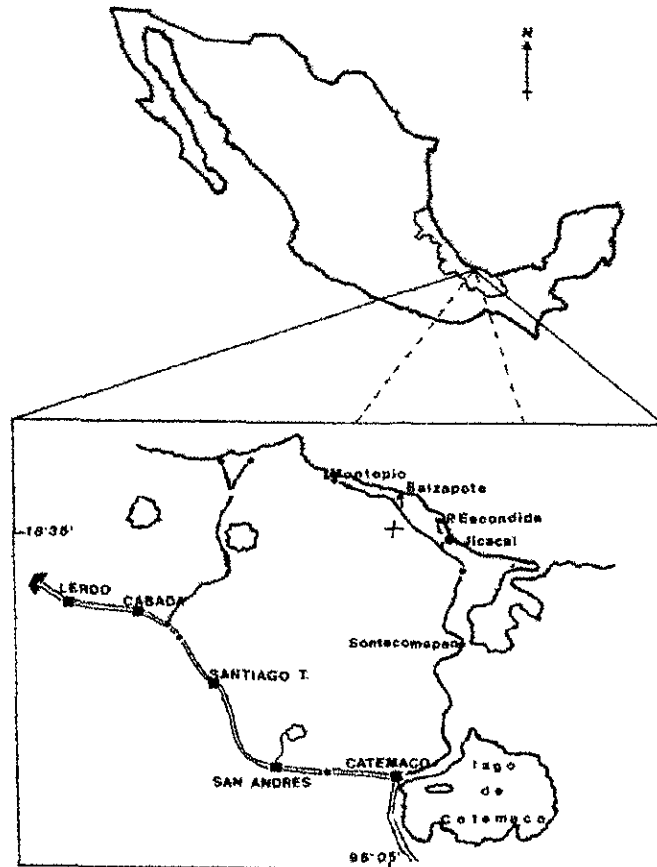 N
Montepio
Balzapote
P.Escondida
Jicacal
18°35'
LERDO
CABADA
Sontecomapan
SANTIAGO T.
SAN ANDRES
CATEMACO
lago
de
Catemaco
95°05'